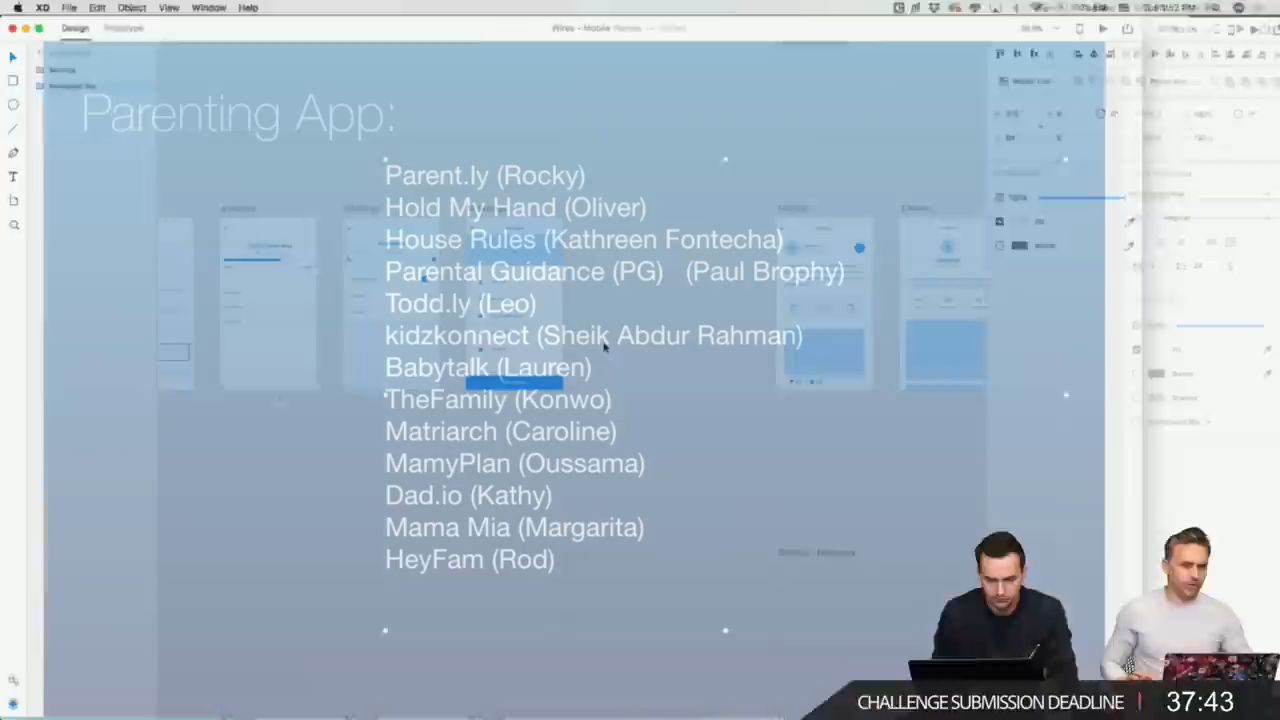 XD File Edit Object View Window Help
Design Prototype
Parenting App:
Parent.ly (Rocky)
Hold My Hand (Oliver)
House Rules (Kathreen Fontecha)
Parental Guidance (PG) (Paul Brophy)
Todd.ly (Leo)
kidzkonnect (Sheik Abdur Rahman)
Babytalk (Lauren)
TheFamily (Konwo)
Matriarch (Caroline)
MamyPlan (Oussama)
Dad.io (Kathy)
Mama Mia (Margarita)
HeyFam (Rod)
CHALLENGE SUBMISSION DEADLINE | 37:43